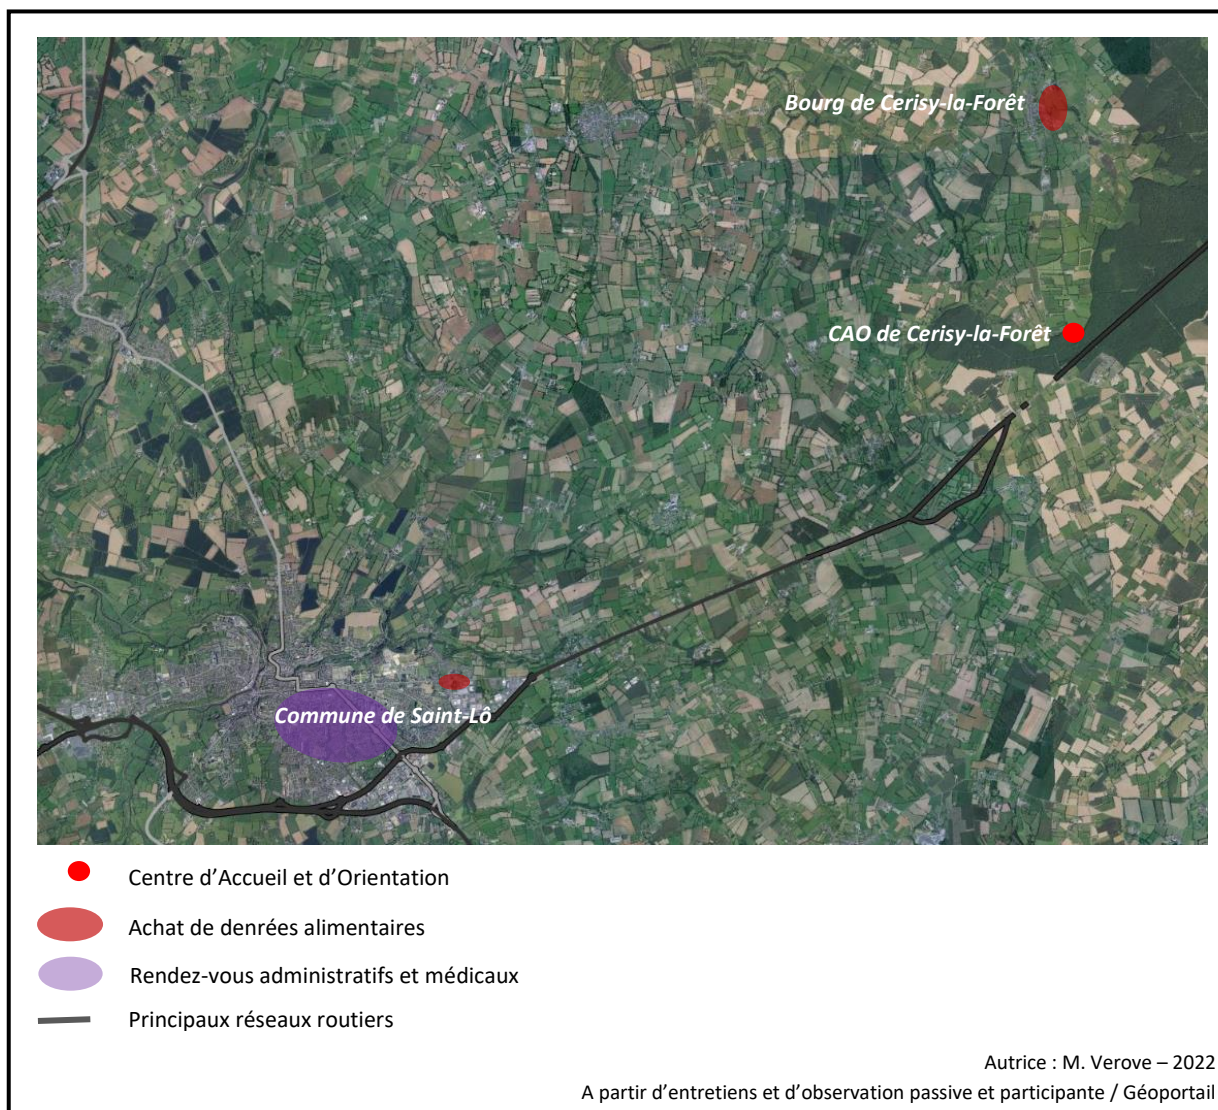 Bourg de Cerisy-la-Forêt
CAO de Cerisy-la-Forêt
Commune de Saint-Lô
Centre d'Accueil et d'Orientation
Achat de denrées alimentaires
Rendez-vous administratifs et médicaux
Principaux réseaux routiers
Autrice : M. Verove – 2022
A partir d'entretiens et d'observation passive et participante / Géoportail